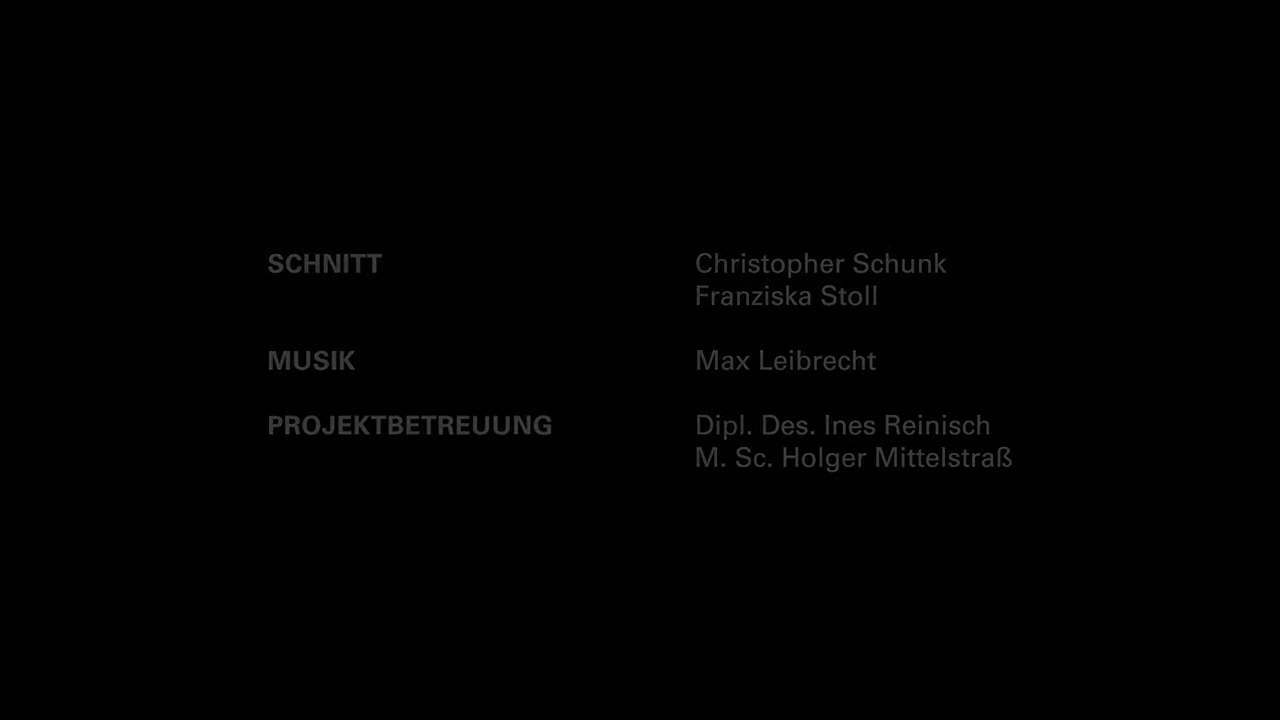 SCHNITT Christopher Schunk
Franziska Stoll
MUSIK Max Leibrecht
PROJEKTBETREUUNG Dipl. Des. Ines Reinisch
M. Sc. Holger Mittelstraß